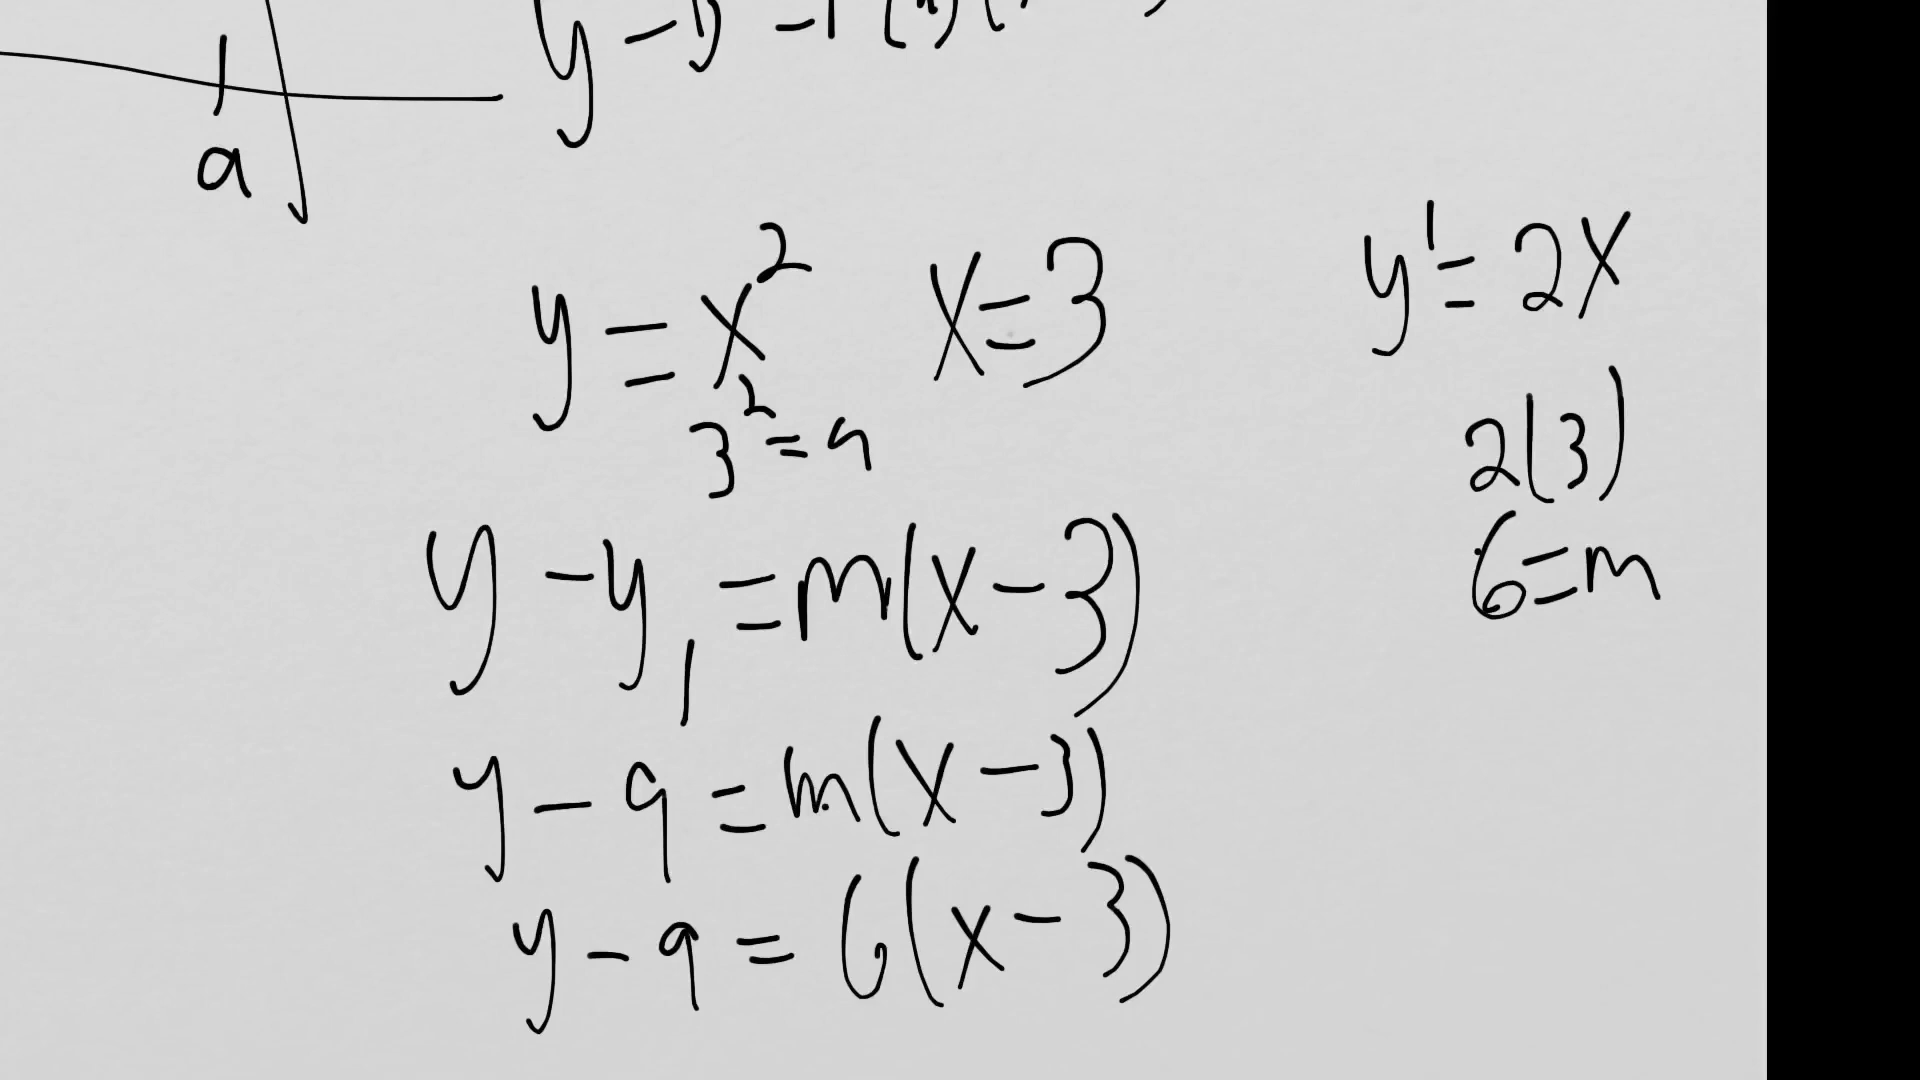 a
y = x² x = 3 y' = 2x
3² = 9 2(3)
y - y₁ = m(x - 3) 6 = m
y - 9 = m(x - 3)
y - 9 = 6(x - 3)